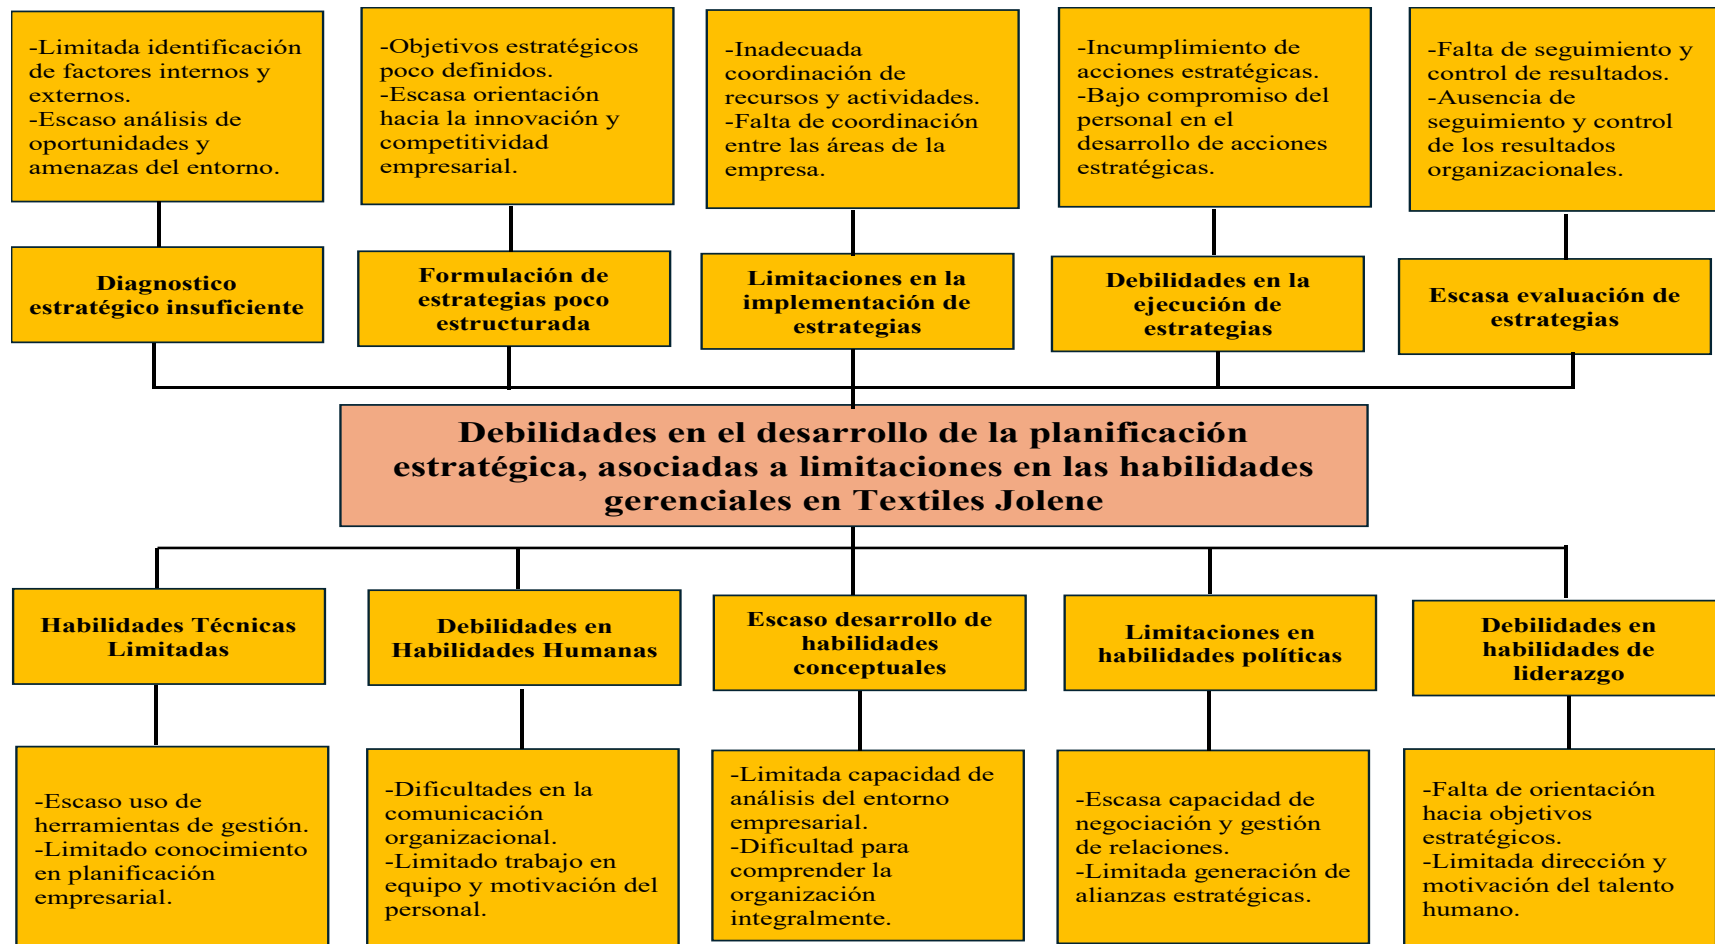 -Limitada identificación
de factores internos y
externos.
-Escaso análisis de
oportunidades y
amenazas del entorno.
-Objetivos estratégicos
poco definidos.
-Escasa orientación
hacia la innovación y
competitividad
empresarial.
-Inadecuada
coordinación de
recursos y actividades.
-Falta de coordinación
entre las áreas de la
empresa.
-Incumplimiento de
acciones estratégicas.
-Bajo compromiso del
personal en el
desarrollo de acciones
estratégicas.
-Falta de seguimiento y
control de resultados.
-Ausencia de
seguimiento y control
de los resultados
organizacionales.
Diagnostico
estratégico insuficiente
Formulación de
estrategias poco
estructurada
Limitaciones en la
implementación de
estrategias
Debilidades en la
ejecución de
estrategias
Escasa evaluación de
estrategias
Debilidades en el desarrollo de la planificación
estratégica, asociadas a limitaciones en las habilidades
gerenciales en Textiles Jolene
Habilidades Técnicas
Limitadas
Debilidades en
Habilidades Humanas
Escaso desarrollo de
habilidades
conceptuales
Limitaciones en
habilidades políticas
Debilidades en
habilidades de
liderazgo
-Escaso uso de
herramientas de gestión.
-Limitado conocimiento
en planificación
empresarial.
-Dificultades en la
comunicación
organizacional.
-Limitado trabajo en
equipo y motivación del
personal.
-Limitada capacidad de
análisis del entorno
empresarial.
-Dificultad para
comprender la
organización
integralmente.
-Escasa capacidad de
negociación y gestión
de relaciones.
-Limitada generación de
alianzas estratégicas.
-Falta de orientación
hacia objetivos
estratégicos.
-Limitada dirección y
motivación del talento
humano.